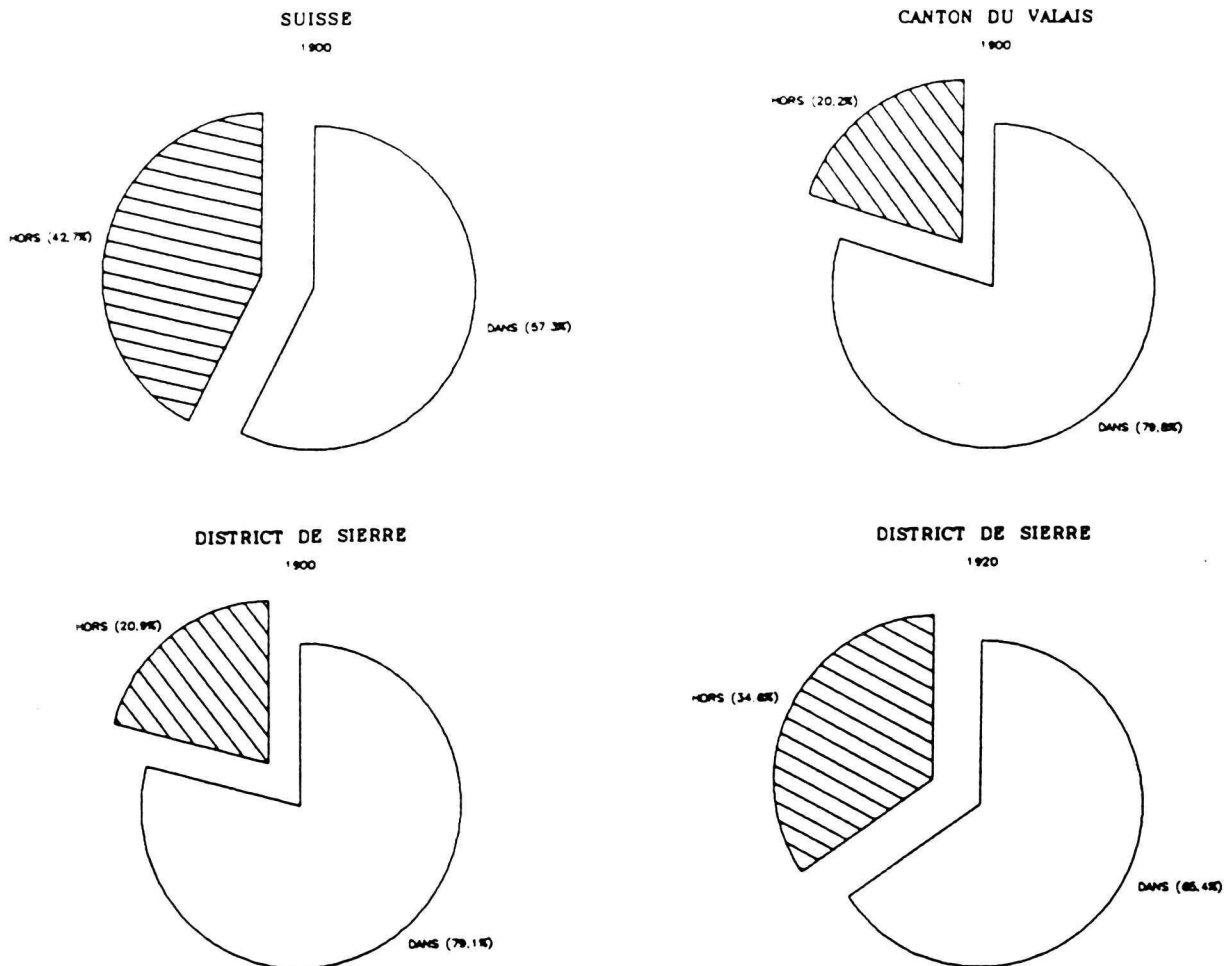 SUISSE
1900
HORS (42,7%)
DANS (57.3%)
CANTON DU VALAIS
1900
HORS (20,2%)
DANS (79,8%)
DISTRICT DE SIERRE
1900
HORS (20,9%)
DANS (79,1%)
DISTRICT DE SIERRE
1920
HORS (34,6%)
DANS (65,4%)